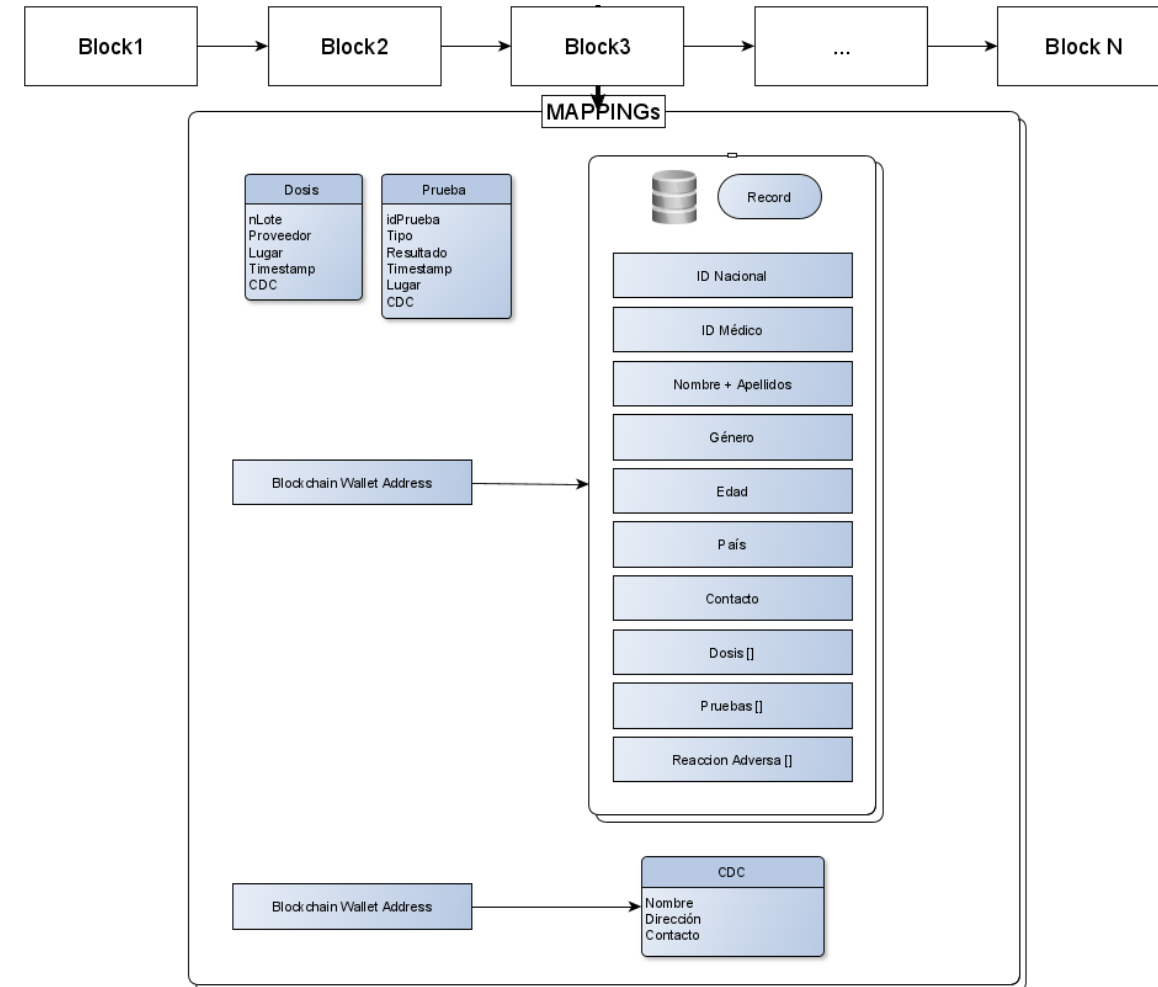 Block1
Block2
Block3
...
Block N
MAPPINGs
Dosis
nLote
Proveedor
Lugar
Timestamp
CDC
Prueba
idPrueba
Tipo
Resultado
Timestamp
Lugar
CDC
Record
ID Nacional
ID Médico
Nombre + Apellidos
Género
Edad
País
Contacto
Dosis []
Pruebas []
Reaccion Adversa []
Blockchain Wallet Address
Blockchain Wallet Address
CDC
Nombre
Dirección
Contacto